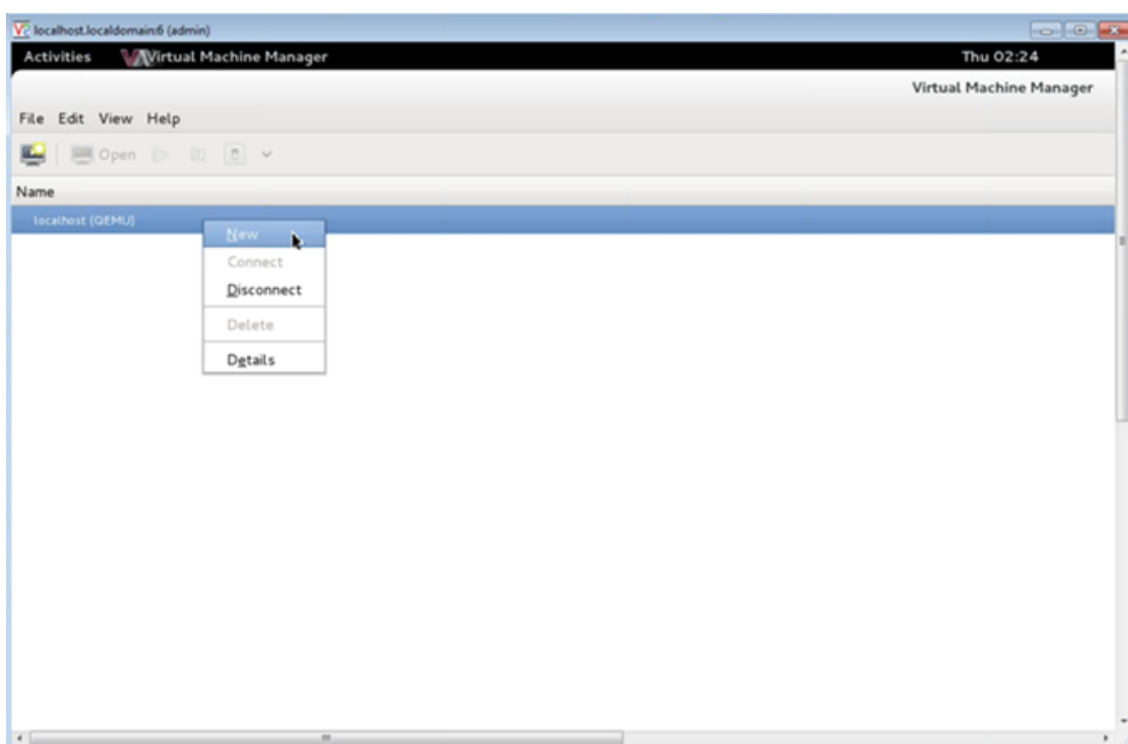 localhost.localdomain:6 (admin)
Activities Virtual Machine Manager Thu 02:24
Virtual Machine Manager
File Edit View Help
Open
Name
localhost (QEMU)
New
Connect
Disconnect
Delete
Details